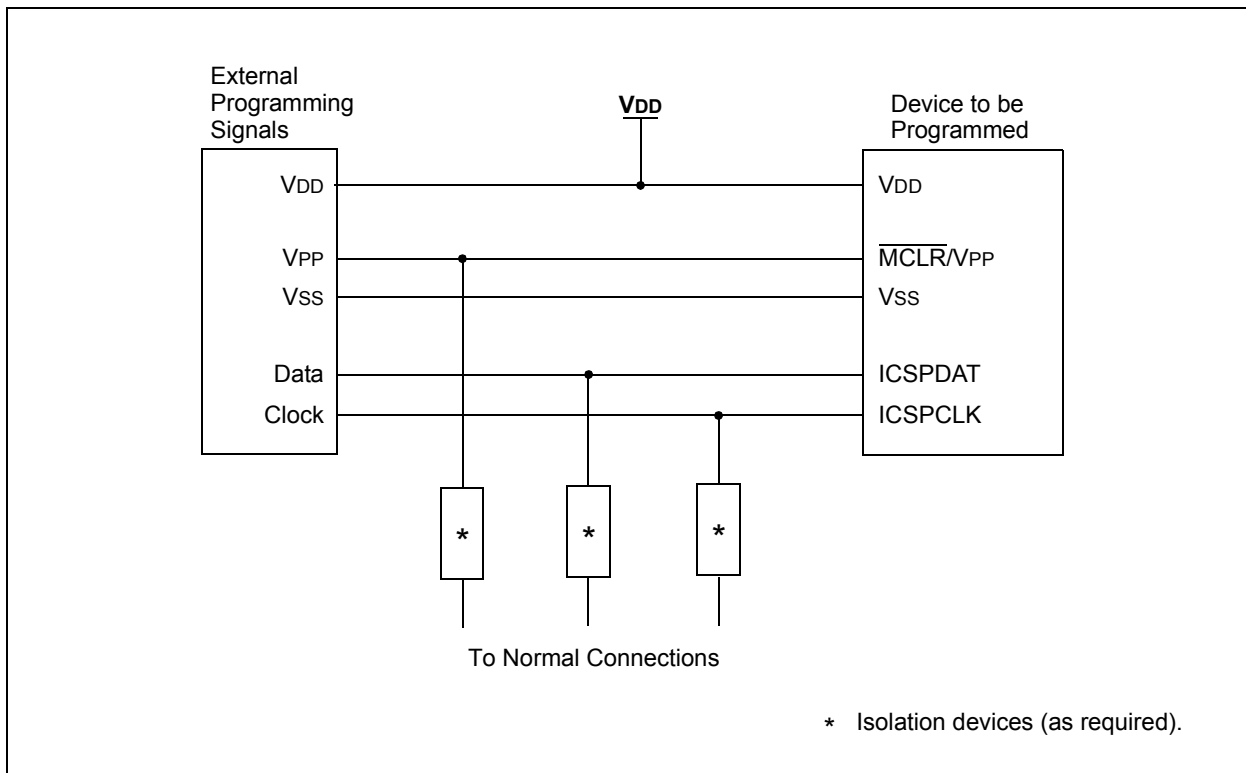 External
Programming
Signals
VDD
Device to be
Programmed
VDD
VDD
VPP
MCLR/VPP
VSS
VSS
Data
ICSPDAT
Clock
ICSPCLK
*
*
*
To Normal Connections
* Isolation devices (as required).